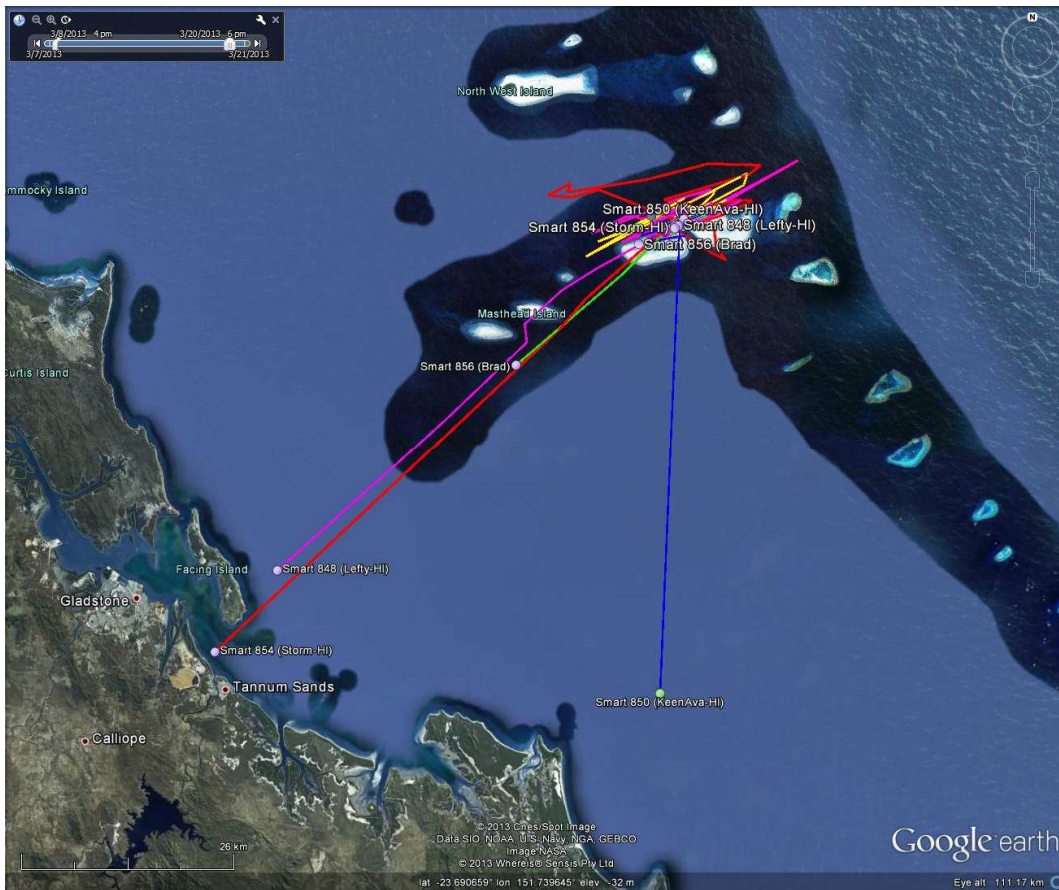 3/8/2013 4 pm
3/20/2013 6 pm
3/7/2013
3/21/2013
N
North West Island
ammocky Island
Smart 850 (KeenAva-HI)
Smart 854 (Storm-HI)
Smart 848 (Lefty-HI)
Smart 856 (Brad)
Masthead Island
Smart 856 (Brad)
Curtis Island
Facing Island
Smart 848 (Lefty-HI)
Gladstone
Smart 854 (Storm-HI)
Tannum Sands
Smart 850 (KeenAva-HI)
Calliope
© 2013 Cnes/Spot Image
Data SIO, NOAA, U.S. Navy, NGA, GEBCO
Image NASA
© 2013 Whereis® Sensis Pty Ltd
Google earth
26 km
lat -23.690659° lon 151.739645° elev -32 m
Eye alt 111.17 km